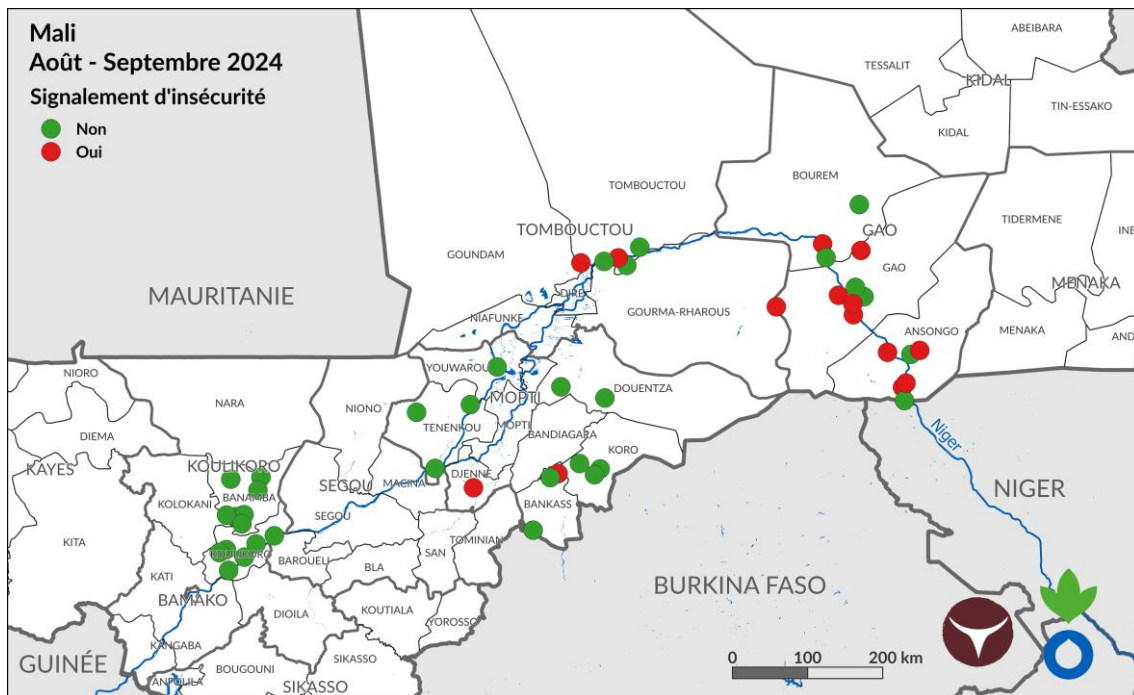 Mali
Août - Septembre 2024
Signalement d'insécurité
Non
Oui
ABEIBARA
TESSALIT
KIDAL
TIN-ESSAKO
KIDAL
TOMBOUCTOU
BOUREM
TIDERMENE
TOMBOUCTOU
GAO
GOUNDAM
GAO
MENAKA
MAURITANIE
DIRE
GOURMA-RHAROUS
NIAFUNKE
ANSONGO
MENAKA
AND
NIORO
YOUWAROU
DOUENTZA
NARA
NIONO
MOPTI
TENENKOU
MOPTI
DIEMA
BANDIAGARA
Niger
KORO
KAYES
KOULIKORO
DJENNE
SEGOU
MACINA
NIGER
KOLOKANI
BANAMBA
BANKASS
SEGOU
KITA
TOMINIAN
KOULIKORO
SAN
BAROUELI
BLA
KATI
BURKINA FASO
BAMAKO
DIOILA
KOUTIALA
YOROSSO
KANGABA
GUINÉE
BOUGOUNI
SIKASSO
SIKASSO
0 100 200 km